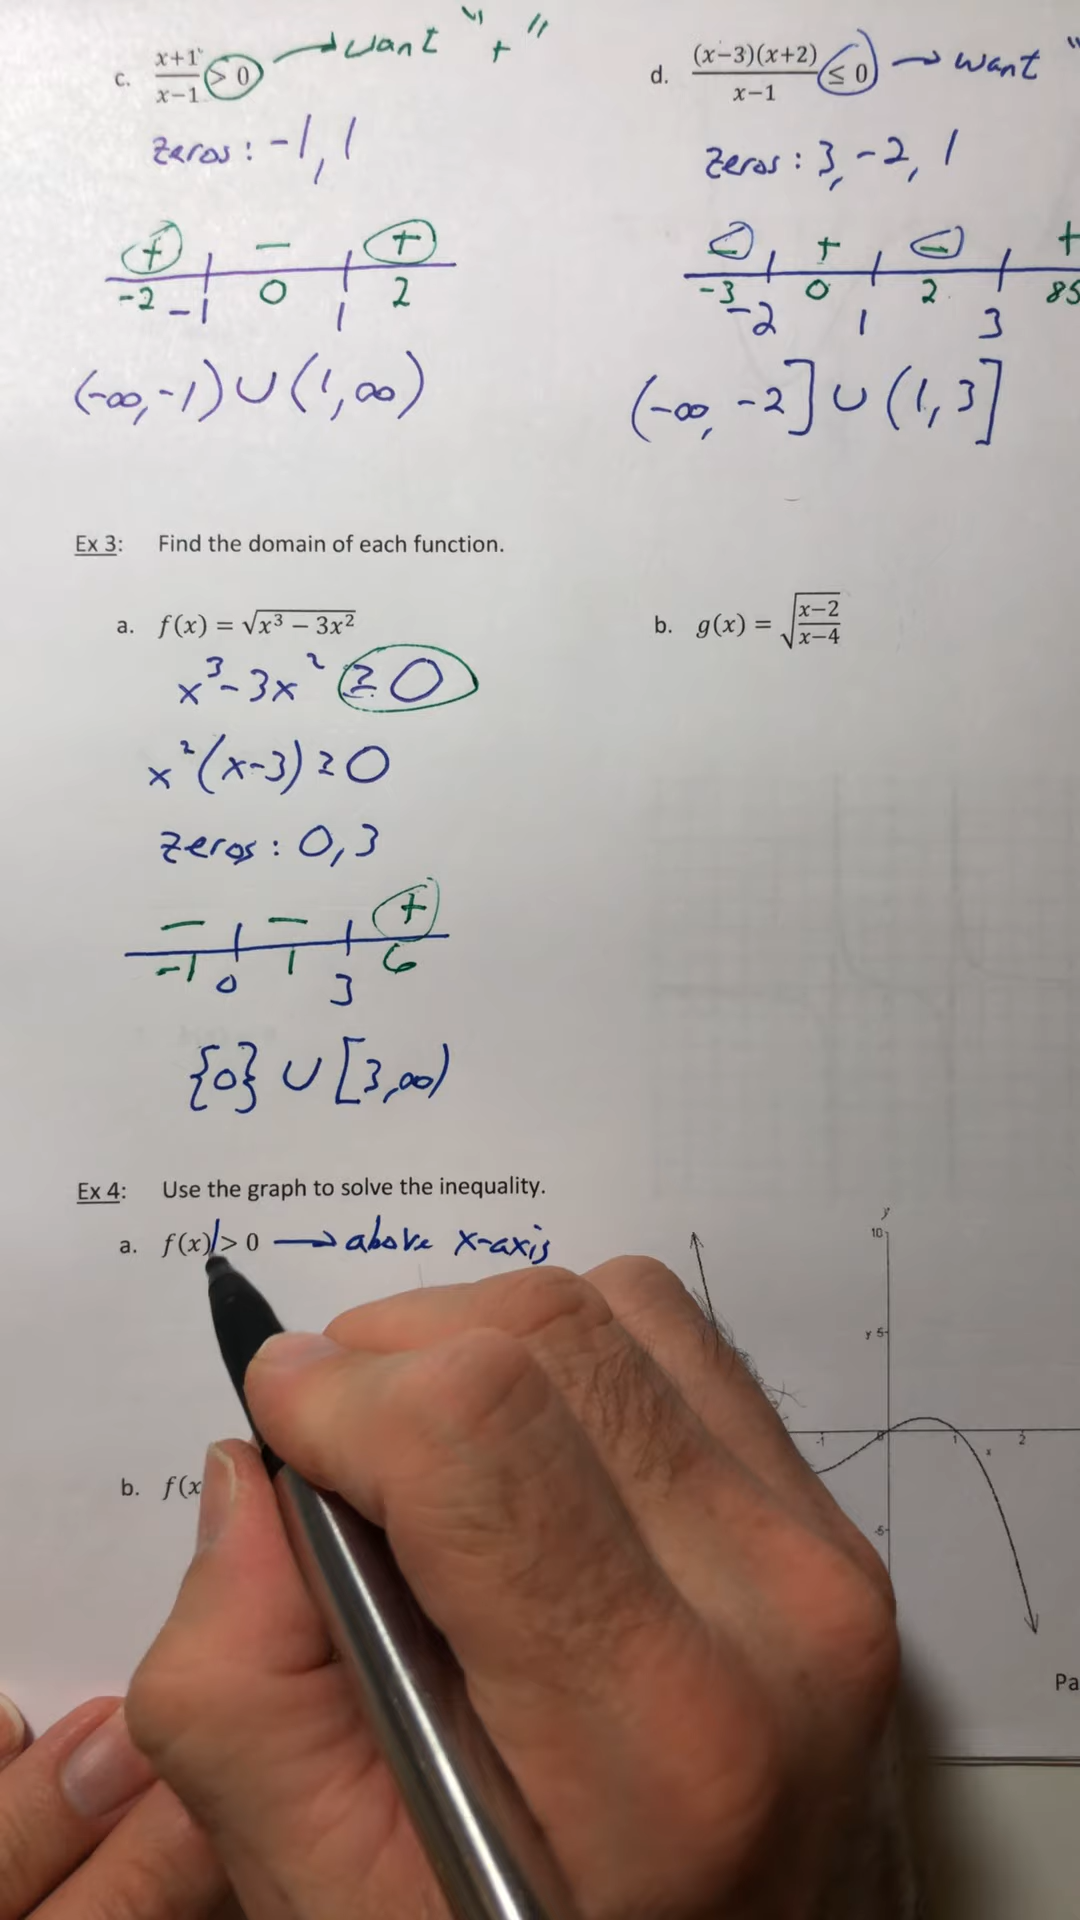 c. x+1/x−1 > 0 → want "+"
zeros: -1, 1
+ − +
-2 -1 0 1 2
(-∞, -1) ∪ (1, ∞)
d. (x−3)(x+2)/x−1 ≤ 0 → want "
zeros: 3, -2, 1
− + − +
-3 -2 0 1 2 3 85
(-∞, -2] ∪ (1, 3]
Ex 3: Find the domain of each function.
a. f(x) = √x³ − 3x²
x³ - 3x² ≥ 0
x²(x-3) ≥ 0
zeros: 0, 3
− − +
-1 0 1 3 6
{0} ∪ [3, ∞)
b. g(x) = √x−2/x−4
Ex 4: Use the graph to solve the inequality.
a. f(x) > 0 → above x-axis
b. f(x
y
10
y 5
-1 0 1 2
x
-5
Pa